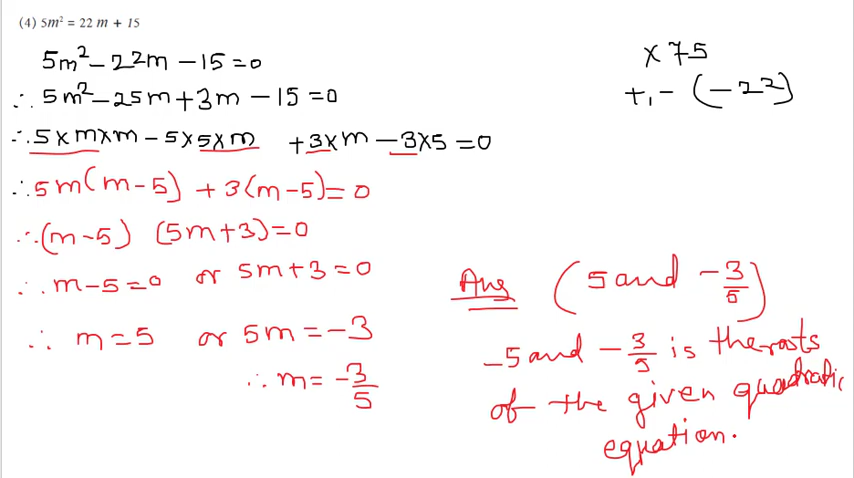 (4) 5m² = 22 m + 15
5m² - 22m - 15 = 0
∴ 5m² - 25m + 3m - 15 = 0
∴ 5 × m × m - 5 × 5 × m + 3 × m - 3 × 5 = 0
∴ 5m (m - 5) + 3 (m - 5) = 0
∴ (m - 5) (5m + 3) = 0
∴ m - 5 = 0 or 5m + 3 = 0
∴ m = 5 or 5m = -3
∴ m = -3/5
× 75
+, - (-22)
Ans (5 and -3/5)
-5 and -3/5 is the roots
of the given quadratic
equation.